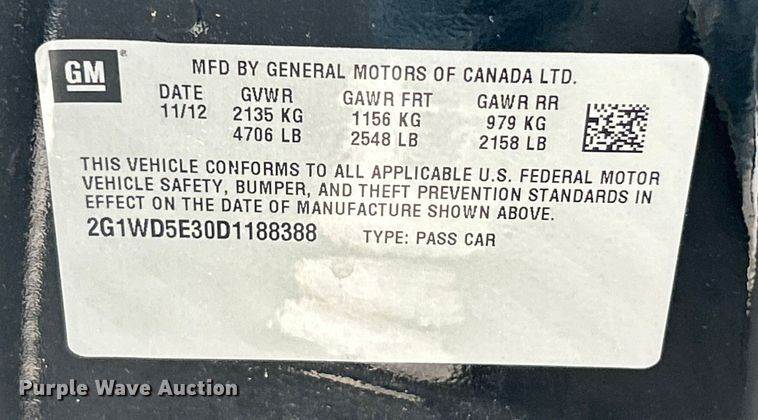 GM ®
MFD BY GENERAL MOTORS OF CANADA LTD.
DATE GVWR GAWR FRT GAWR RR
11/12 2135 KG 1156 KG 979 KG
4706 LB 2548 LB 2158 LB
THIS VEHICLE CONFORMS TO ALL APPLICABLE U.S. FEDERAL MOTOR
VEHICLE SAFETY, BUMPER, AND THEFT PREVENTION STANDARDS IN
EFFECT ON THE DATE OF MANUFACTURE SHOWN ABOVE.
2G1WD5E30D1188388 TYPE: PASS CAR
Purple Wave Auction